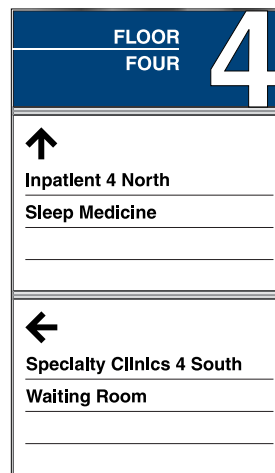 FLOOR
FOUR
4
Inpatient 4 North
Sleep Medicine
Specialty Clinics 4 South
Waiting Room